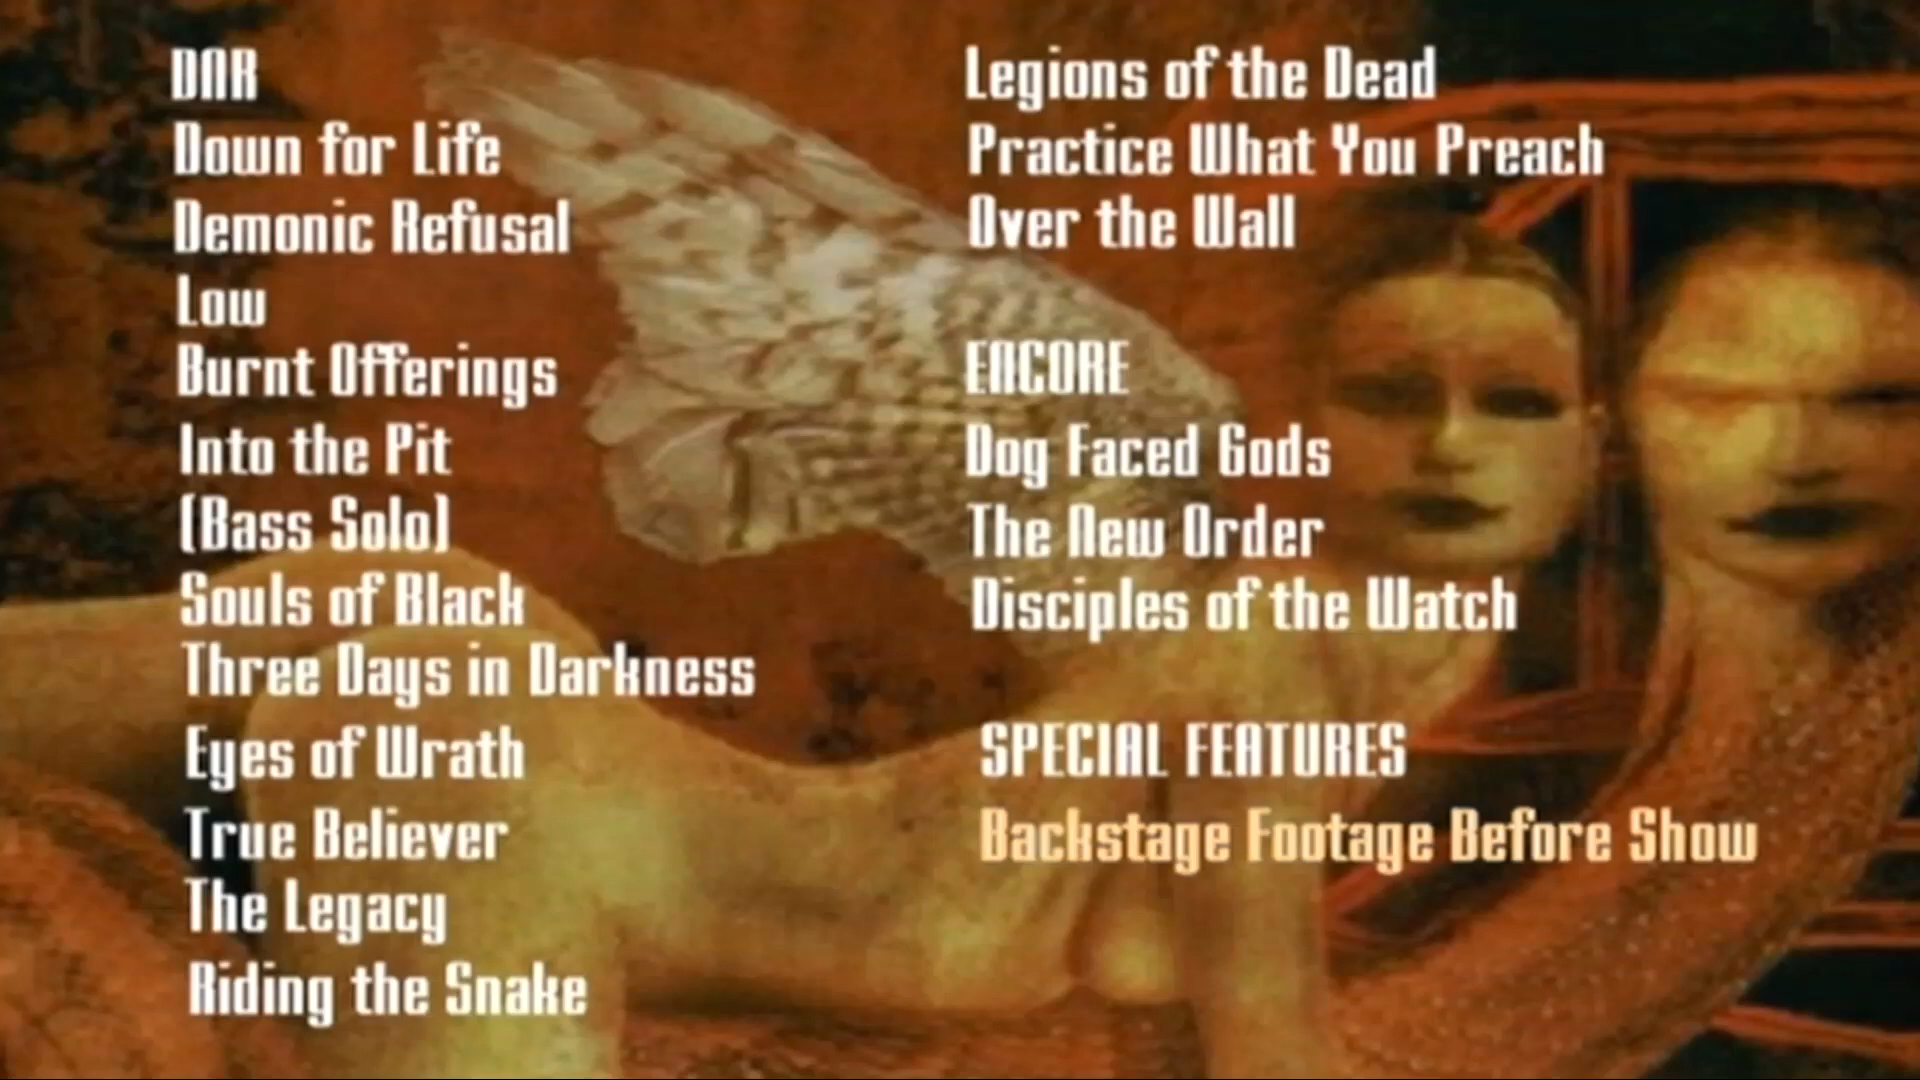 DNR
Down for Life
Demonic Refusal
Low
Burnt Offerings
Into the Pit
(Bass Solo)
Souls of Black
Three Days in Darkness
Eyes of Wrath
True Believer
The Legacy
Riding the Snake
Legions of the Dead
Practice What You Preach
Over the Wall
ENCORE
Dog Faced Gods
The New Order
Disciples of the Watch
SPECIAL FEATURES
Backstage Footage Before Show